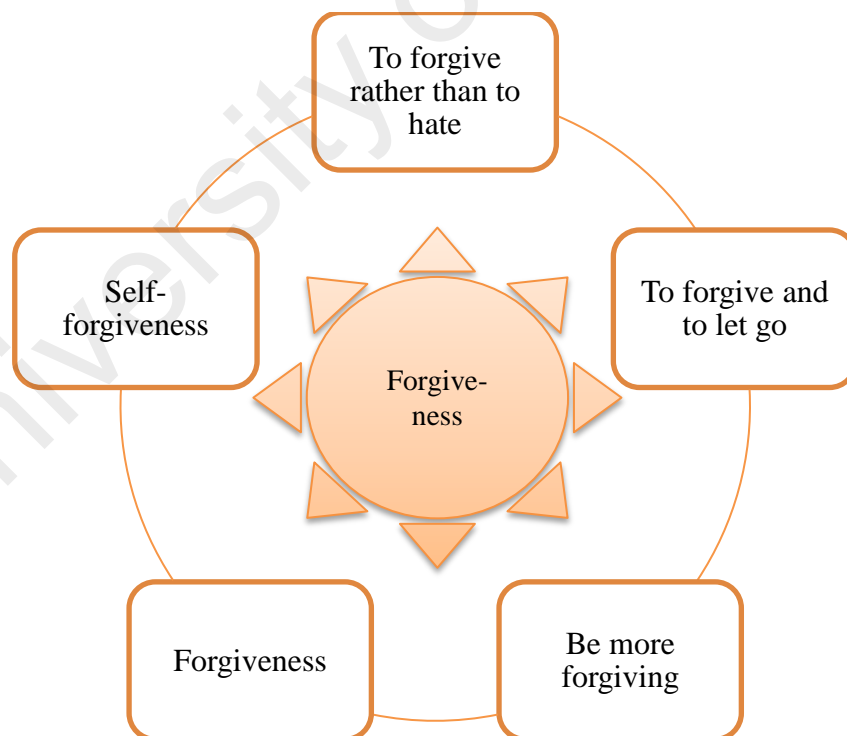 To forgive
rather than to
hate
Self-
forgiveness
To forgive and
to let go
Forgive-
ness
Forgiveness
Be more
forgiving
niversity o